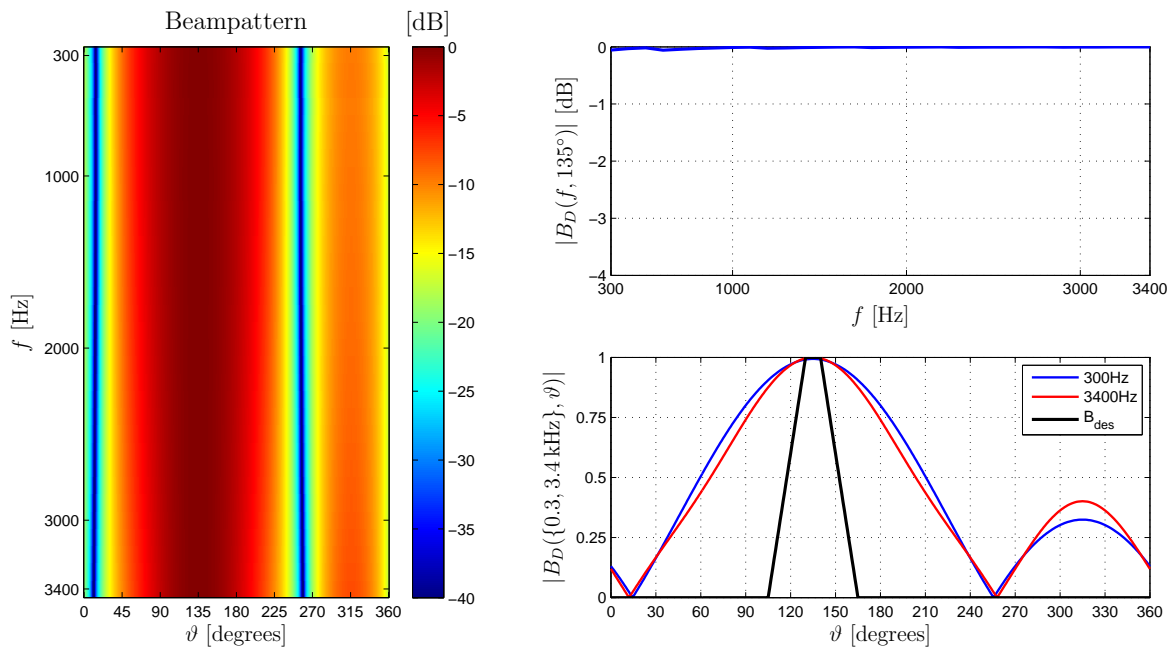 Beampattern
[dB]
300
1000
2000
3000
3400
f [Hz]
0 45 90 135 180 225 270 315 360
ϑ [degrees]
0
−5
−10
−15
−20
−25
−30
−35
−40
0
−1
−2
−3
−4
|B_D(f, 135°)| [dB]
300 1000 2000 3000 3400
f [Hz]
1
0.75
0.5
0.25
0
|B_D({0.3, 3.4 kHz}, ϑ)|
300Hz
3400Hz
B_des
0 30 60 90 120 150 180 210 240 270 300 330 360
ϑ [degrees]